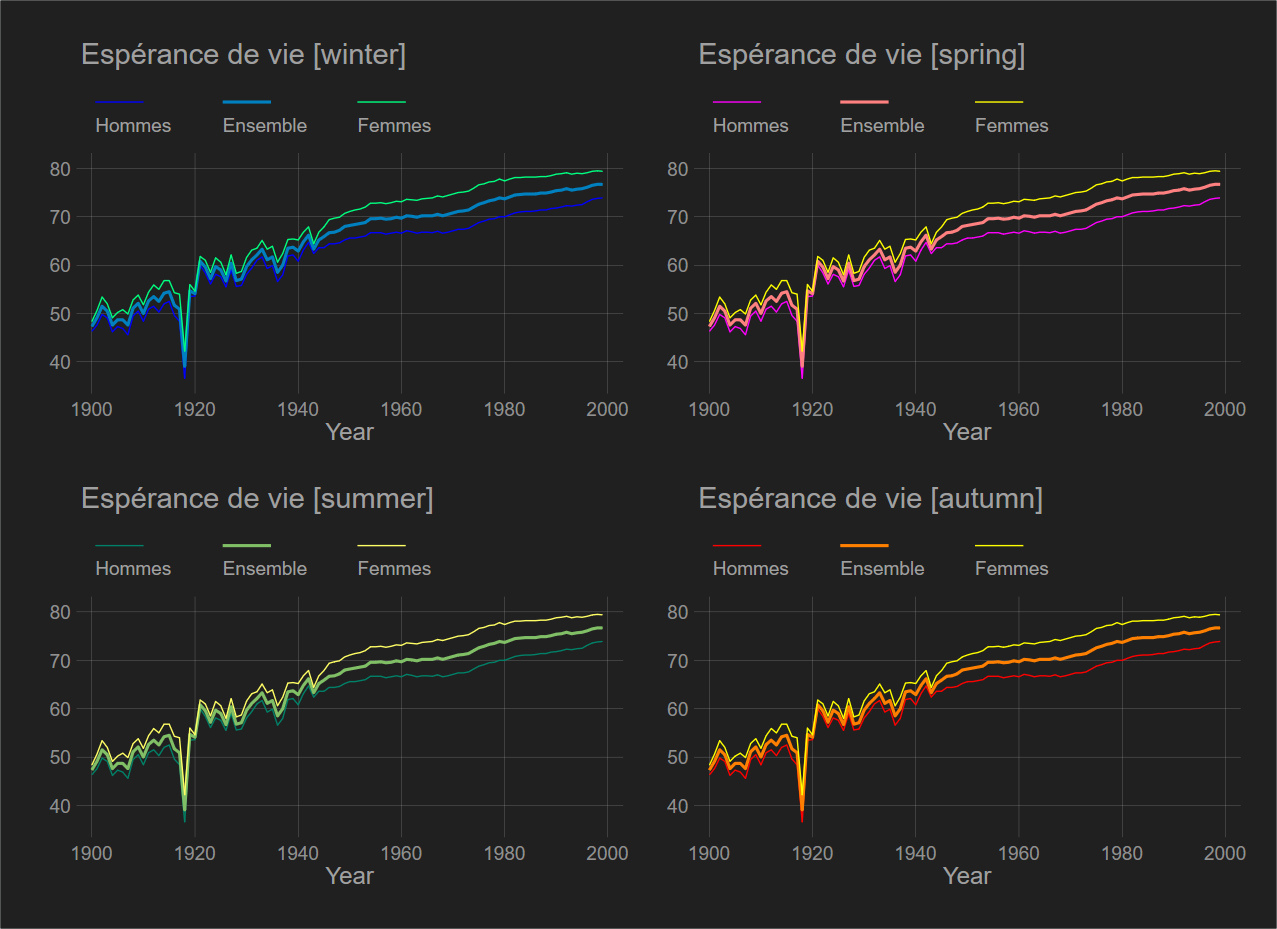 Espérance de vie [winter]
Hommes Ensemble Femmes
80
70
60
50
40
1900 1920 1940 1960 1980 2000
Year
Espérance de vie [spring]
Hommes Ensemble Femmes
80
70
60
50
40
1900 1920 1940 1960 1980 2000
Year
Espérance de vie [summer]
Hommes Ensemble Femmes
80
70
60
50
40
1900 1920 1940 1960 1980 2000
Year
Espérance de vie [autumn]
Hommes Ensemble Femmes
80
70
60
50
40
1900 1920 1940 1960 1980 2000
Year